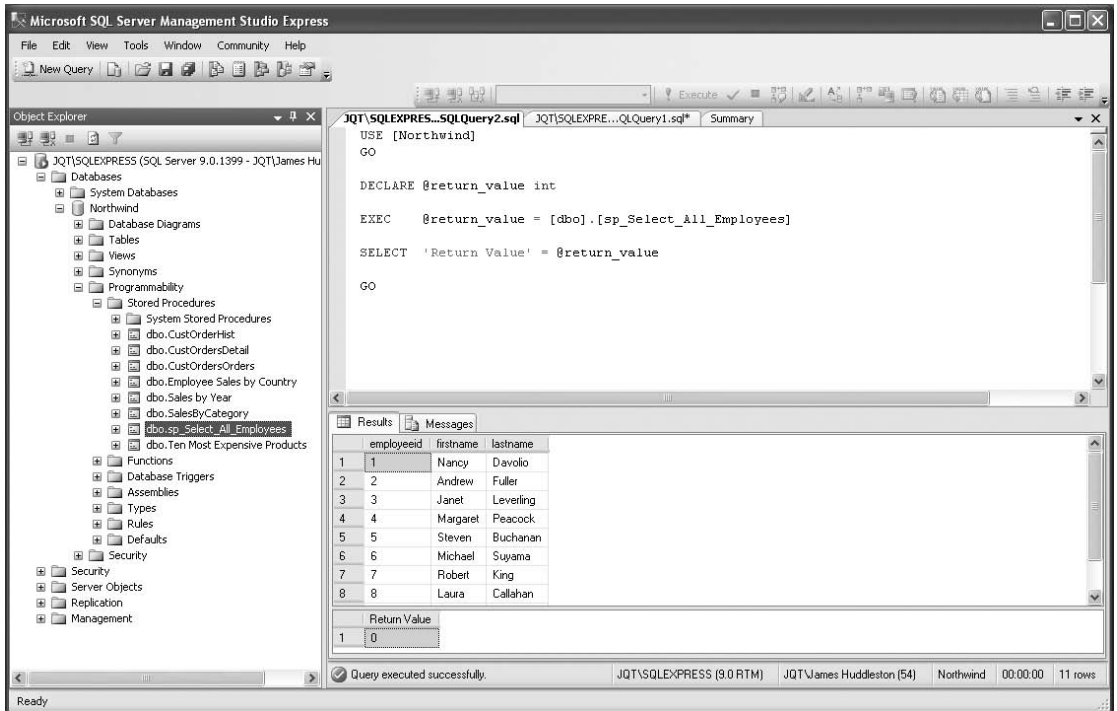 Microsoft SQL Server Management Studio Express
File Edit View Tools Window Community Help
New Query
Execute
Object Explorer
JQT\SQLEXPRESS (SQL Server 9.0.1399 - JQT\James Hu
Databases
System Databases
Northwind
Database Diagrams
Tables
Views
Synonyms
Programmability
Stored Procedures
System Stored Procedures
dbo.CustOrderHist
dbo.CustOrdersDetail
dbo.CustOrdersOrders
dbo.Employee Sales by Country
dbo.Sales by Year
dbo.SalesByCategory
dbo.sp_Select_All_Employees
dbo.Ten Most Expensive Products
Functions
Database Triggers
Assemblies
Types
Rules
Defaults
Security
Security
Server Objects
Replication
Management
JQT\SQLEXPRES...SQLQuery2.sql JQT\SQLEXPRE...QLQuery1.sql* Summary
USE [Northwind]
GO
DECLARE @return_value int
EXEC @return_value = [dbo].[sp_Select_All_Employees]
SELECT 'Return Value' = @return_value
GO
Results Messages
employeeid firstname lastname
1 1 Nancy Davolio
2 2 Andrew Fuller
3 3 Janet Leverling
4 4 Margaret Peacock
5 5 Steven Buchanan
6 6 Michael Suyama
7 7 Robert King
8 8 Laura Callahan
Return Value
1 0
Query executed successfully. JQT\SQLEXPRESS (9.0 RTM) JQT\James Huddleston (54) Northwind 00:00:00 11 rows
Ready